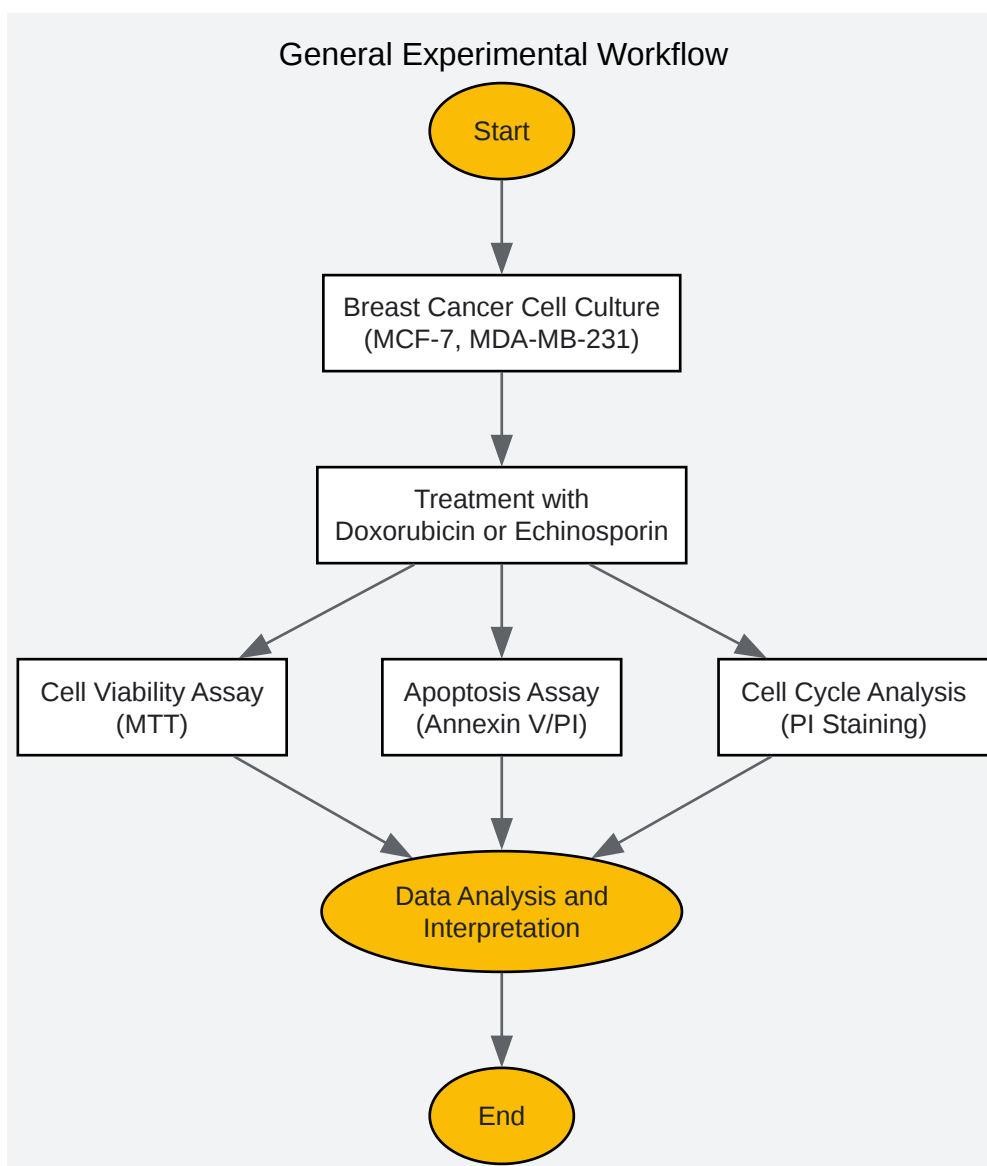 General Experimental Workflow
Start
Breast Cancer Cell Culture
(MCF-7, MDA-MB-231)
Treatment with
Doxorubicin or Echinosporin
Cell Viability Assay
(MTT)
Apoptosis Assay
(Annexin V/PI)
Cell Cycle Analysis
(PI Staining)
Data Analysis and
Interpretation
End